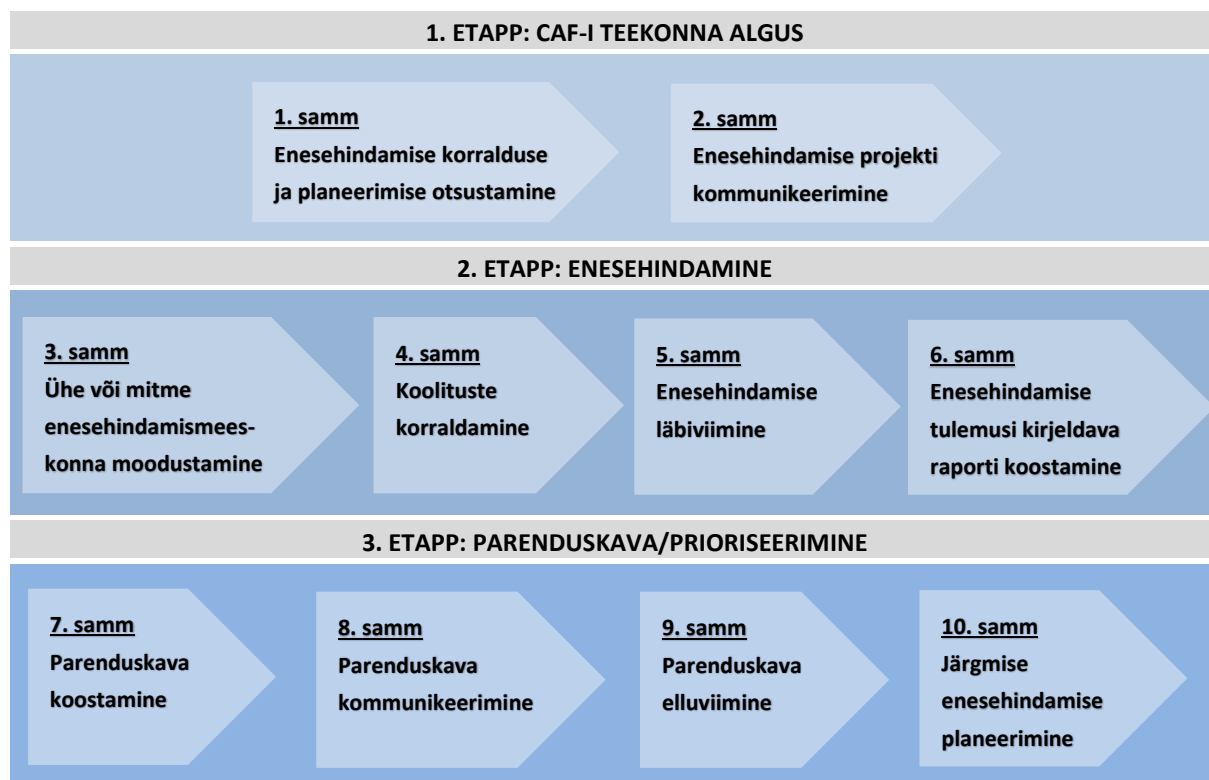 1. ETAPP: CAF-I TEEKONNA ALGUS
1. samm
Enesehindamise korralduse
ja planeerimise otsustamine
2. samm
Enesehindamise projekti
kommunikeerimine
2. ETAPP: ENESEHINDAMINE
3. samm
Ühe või mitme
enesehindamismees-
konna moodustamine
4. samm
Koolituste
korraldamine
5. samm
Enesehindamise
läbiviimine
6. samm
Enesehindamise
tulemusi kirjeldava
raporti koostamine
3. ETAPP: PARENDUSKAVA/PRIORISEERIMINE
7. samm
Parenduskava
koostamine
8. samm
Parenduskava
kommunikeerimine
9. samm
Parenduskava
elluviimine
10. samm
Järgmise
enesehindamise
planeerimine